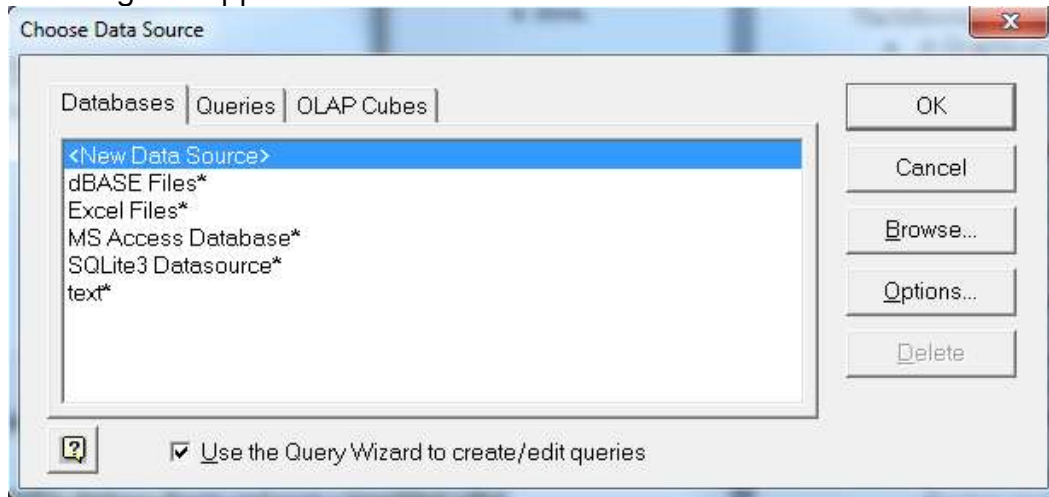 Choose Data Source
Databases Queries OLAP Cubes
<New Data Source>
dBASE Files*
Excel Files*
MS Access Database*
SQLite3 Datasource*
text*
OK
Cancel
Browse...
Options...
Delete
Use the Query Wizard to create/edit queries